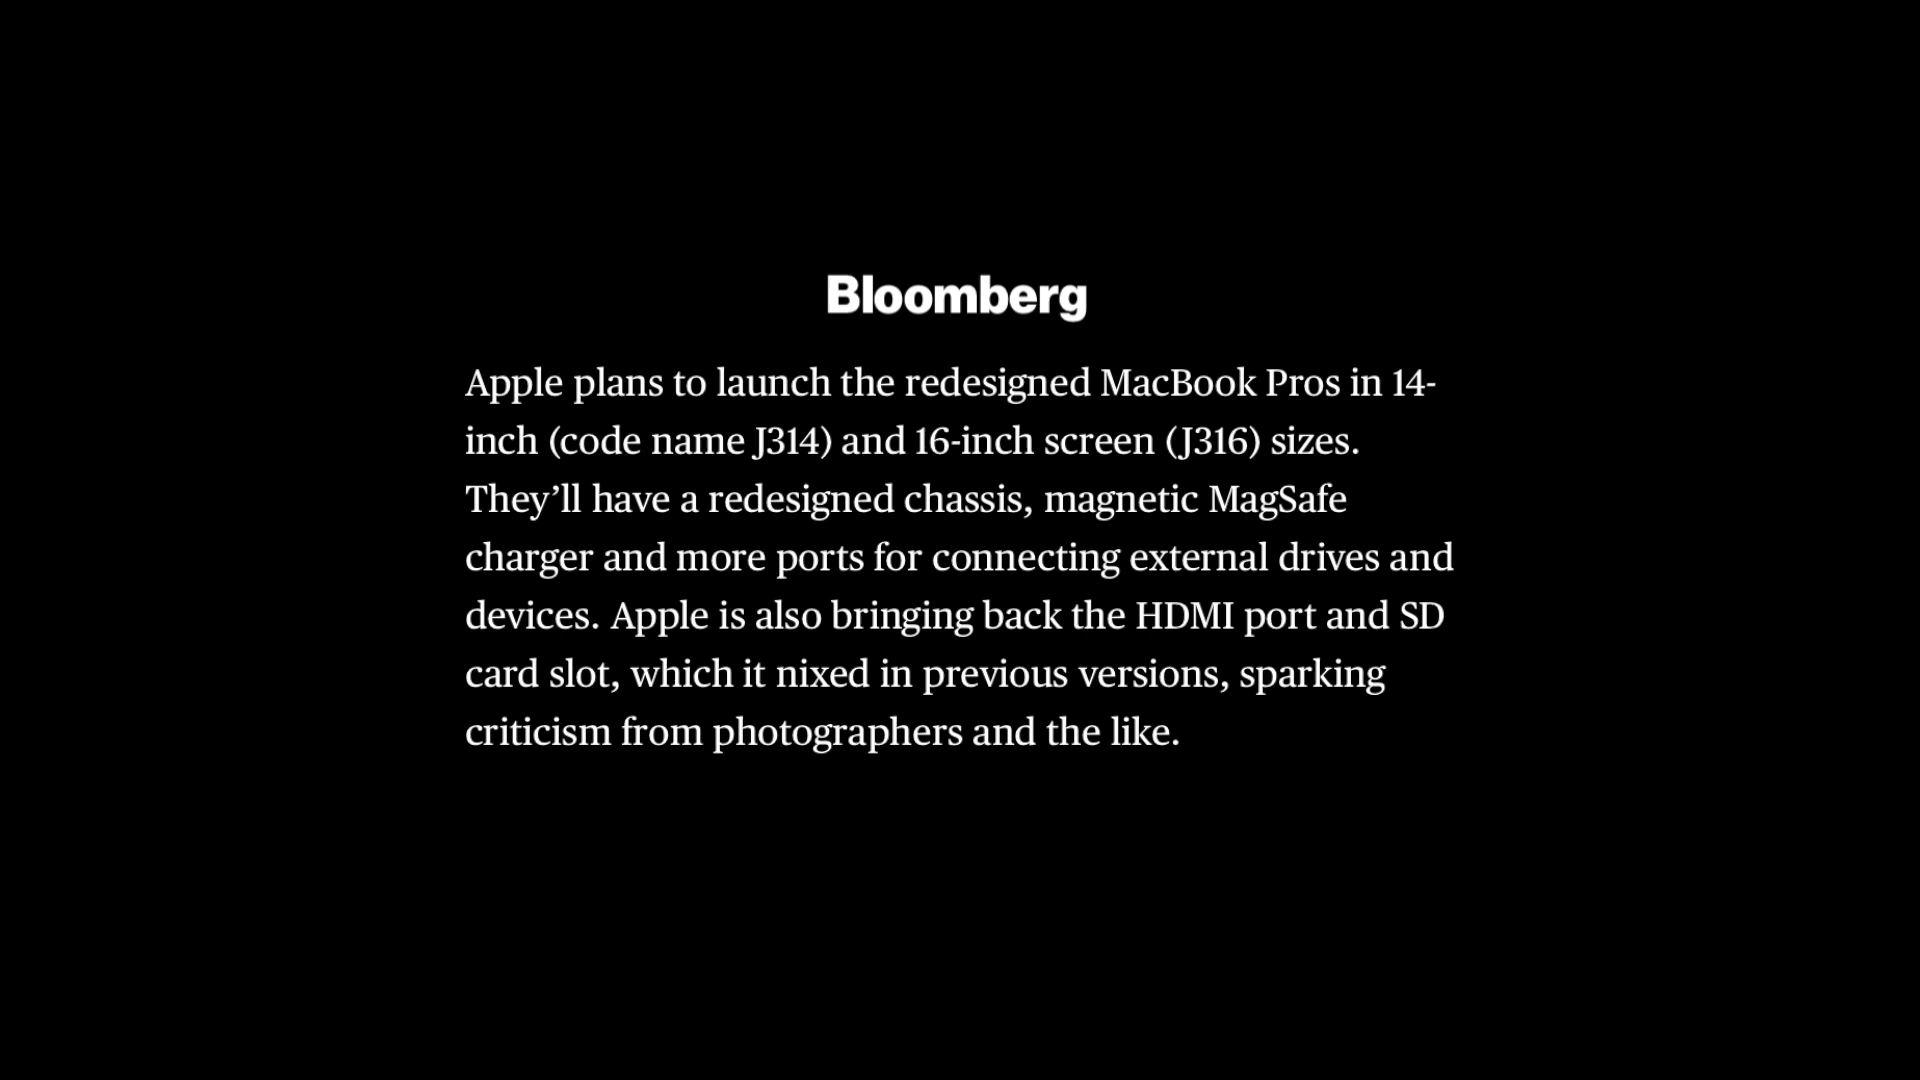 Bloomberg
Apple plans to launch the redesigned MacBook Pros in 14-
inch (code name J314) and 16-inch screen (J316) sizes.
They’ll have a redesigned chassis, magnetic MagSafe
charger and more ports for connecting external drives and
devices. Apple is also bringing back the HDMI port and SD
card slot, which it nixed in previous versions, sparking
criticism from photographers and the like.